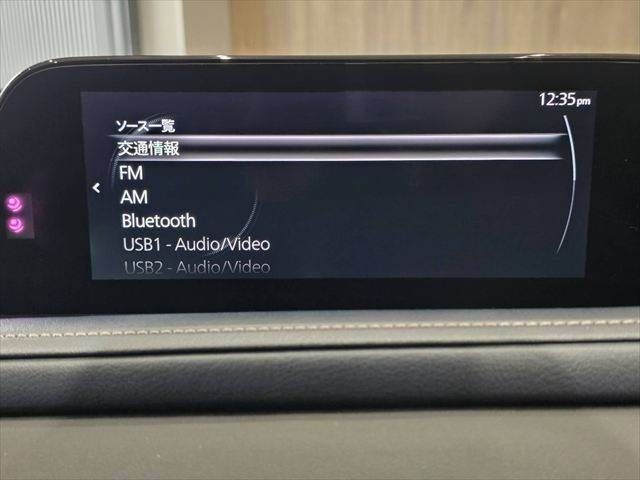 12:35pm
ソース一覧
交通情報
FM
AM
Bluetooth
USB1 - Audio/Video
USB2 - Audio/Video